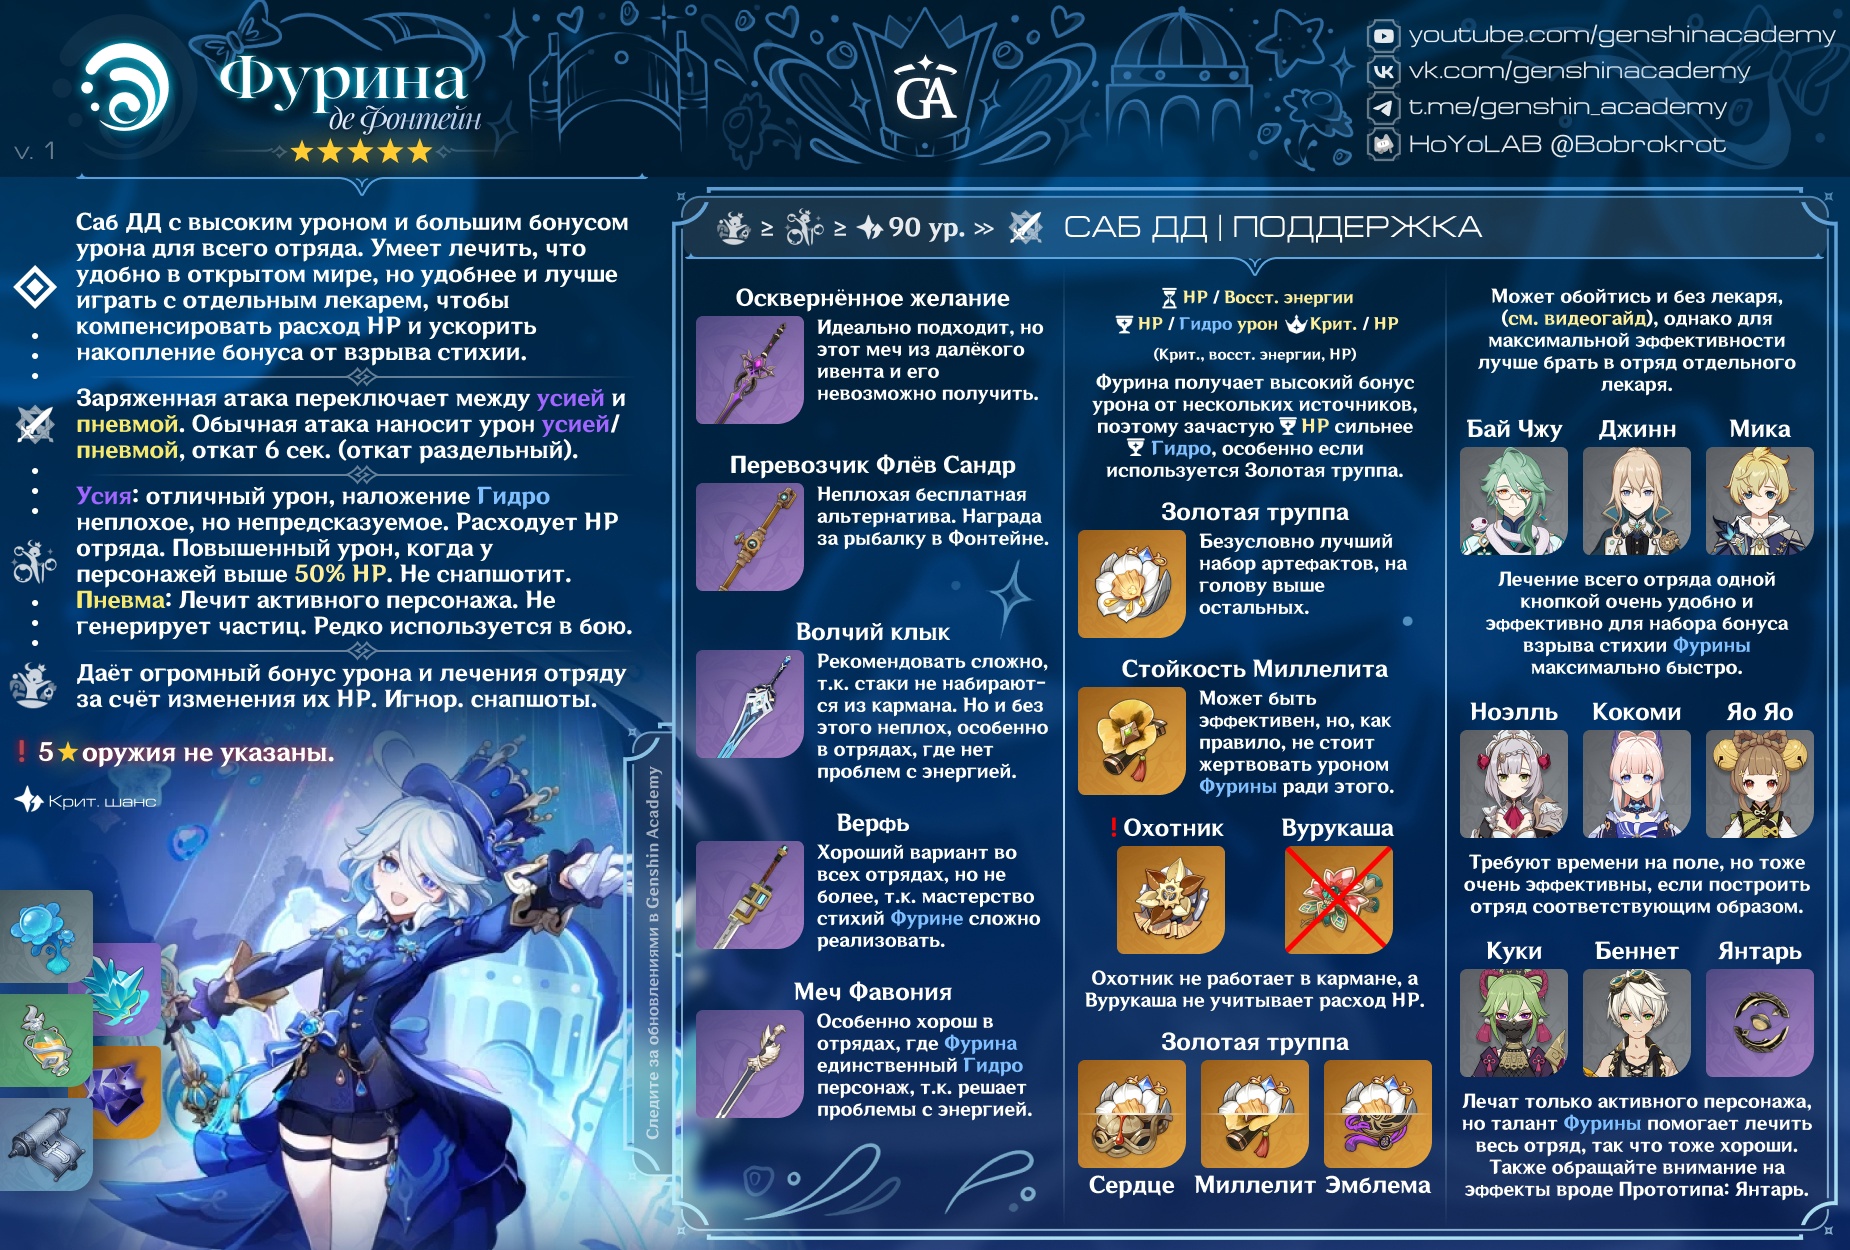 v. 1
Фурина
де Фонтейн
GA
youtube.com/genshinacademy
vk.com/genshinacademy
t.me/genshin_academy
HoYoLAB @Bobrokrot
Саб ДД с высоким уроном и большим бонусом
урона для всего отряда. Умеет лечить, что
удобно в открытом мире, но удобнее и лучше
играть с отдельным лекарем, чтобы
компенсировать расход HP и ускорить
накопление бонуса от взрыва стихии.
Заряженная атака переключает между усией и
пневмой. Обычная атака наносит урон усией/
пневмой, откат 6 сек. (откат раздельный).
Усия: отличный урон, наложение Гидро
неплохое, но непредсказуемое. Расходует HP
отряда. Повышенный урон, когда у
персонажей выше 50% HP. Не снапшотит.
Пневма: Лечит активного персонажа. Не
генерирует частиц. Редко используется в бою.
Даёт огромный бонус урона и лечения отряду
за счёт изменения их HP. Игнор. снапшоты.
! 5★ оружия не указаны.
Крит. шанс
Следите за обновлениями в Genshin Academy
≥ ≥ 90 ур. » САБ ДД | ПОДДЕРЖКА
Осквернённое желание
Идеально подходит, но
этот меч из далёкого
ивента и его
невозможно получить.
Перевозчик Флёв Сандр
Неплохая бесплатная
альтернатива. Награда
за рыбалку в Фонтейне.
Волчий клык
Рекомендовать сложно,
т.к. стаки не набирают-
ся из кармана. Но и без
этого неплох, особенно
в отрядах, где нет
проблем с энергией.
Верфь
Хороший вариант во
всех отрядах, но не
более, т.к. мастерство
стихий Фурине сложно
реализовать.
Меч Фавония
Особенно хорош в
отрядах, где Фурина
единственный Гидро
персонаж, т.к. решает
проблемы с энергией.
HP / Восст. энергии
HP / Гидро урон Крит. / HP
(Крит., восст. энергии, HP)
Фурина получает высокий бонус
урона от нескольких источников,
поэтому зачастую HP сильнее
Гидро, особенно если
используется Золотая труппа.
Золотая труппа
Безусловно лучший
набор артефактов, на
голову выше
остальных.
Стойкость Миллелита
Может быть
эффективен, но, как
правило, не стоит
жертвовать уроном
Фурины ради этого.
! Охотник Вурукаша
Охотник не работает в кармане, а
Вурукаша не учитывает расход HP.
Золотая труппа
Сердце Миллелит Эмблема
Может обойтись и без лекаря,
(см. видеогайд), однако для
максимальной эффективности
лучше брать в отряд отдельного
лекаря.
Бай Чжу Джинн Мика
Лечение всего отряда одной
кнопкой очень удобно и
эффективно для набора бонуса
взрыва стихии Фурины
максимально быстро.
Ноэлль Кокоми Яо Яо
Требуют времени на поле, но тоже
очень эффективны, если построить
отряд соответствующим образом.
Куки Беннет Янтарь
Лечат только активного персонажа,
но талант Фурины помогает лечить
весь отряд, так что тоже хороши.
Также обращайте внимание на
эффекты вроде Прототипа: Янтарь.